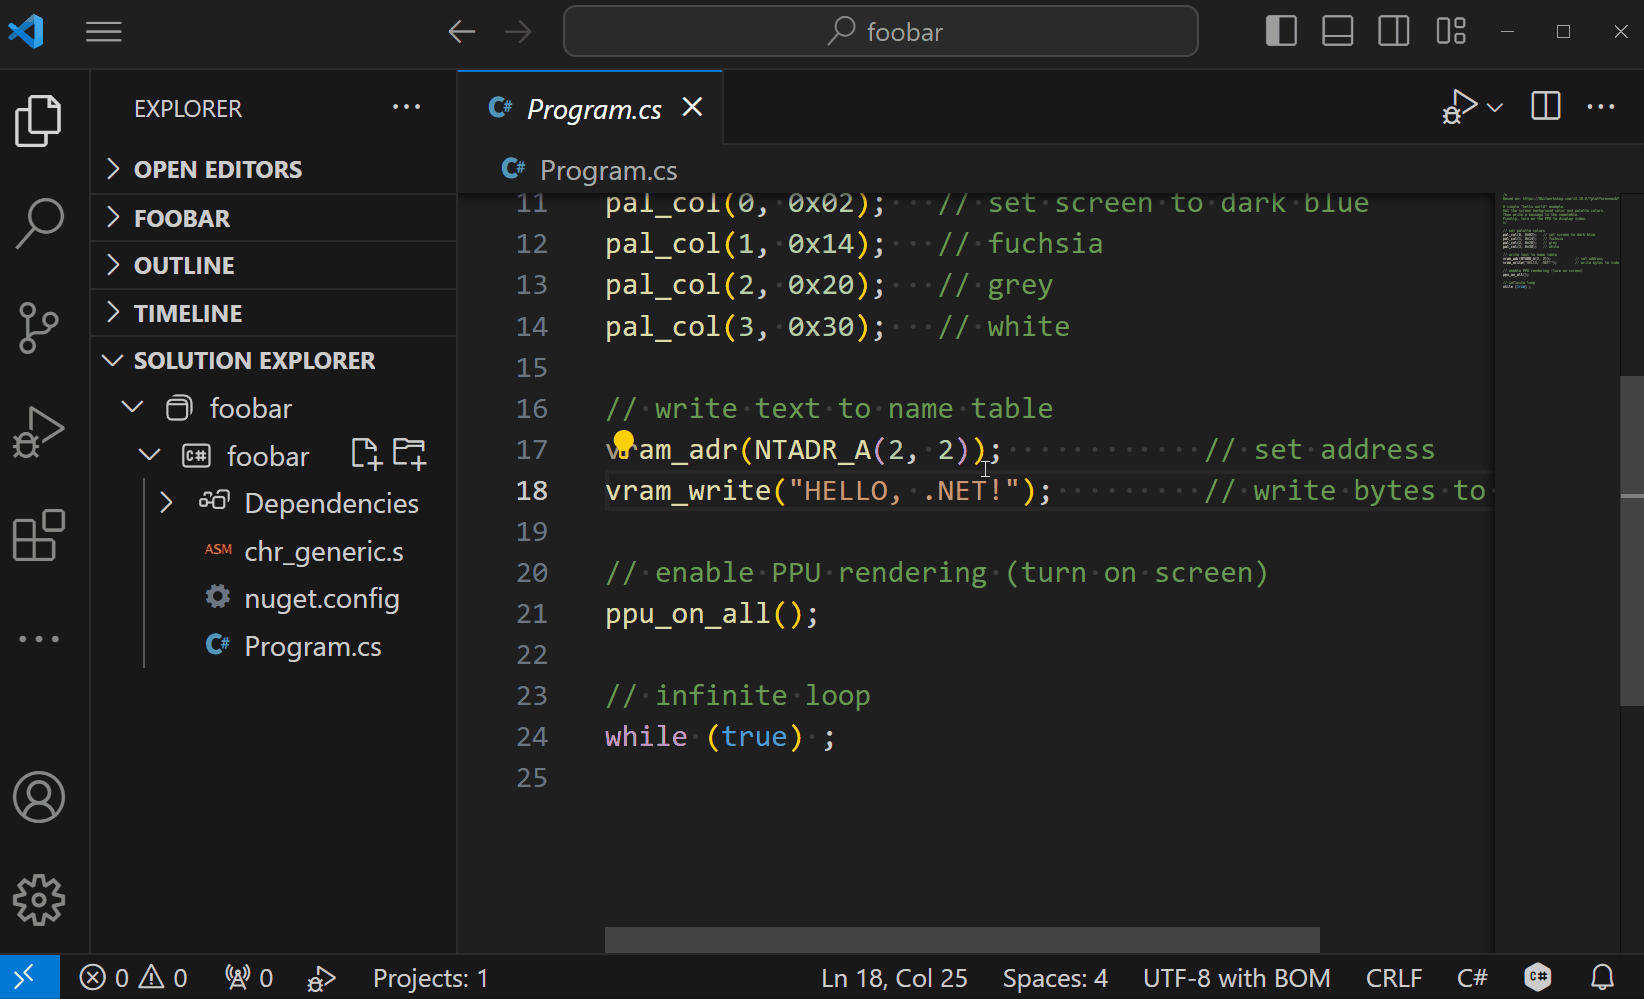 foobar
EXPLORER
OPEN EDITORS
FOOBAR
OUTLINE
TIMELINE
SOLUTION EXPLORER
foobar
C# foobar
Dependencies
ASM chr_generic.s
nuget.config
C# Program.cs
C# Program.cs
C# Program.cs
11 pal_col(0, 0x02); // set screen to dark blue
12 pal_col(1, 0x14); // fuchsia
13 pal_col(2, 0x20); // grey
14 pal_col(3, 0x30); // white
15
16 // write text to name table
17 vram_adr(NTADR_A(2, 2)); // set address
18 vram_write("HELLO, .NET!"); // write bytes to
19
20 // enable PPU rendering (turn on screen)
21 ppu_on_all();
22
23 // infinite loop
24 while (true) ;
25
0 0 0 Projects: 1 Ln 18, Col 25 Spaces: 4 UTF-8 with BOM CRLF C# C#